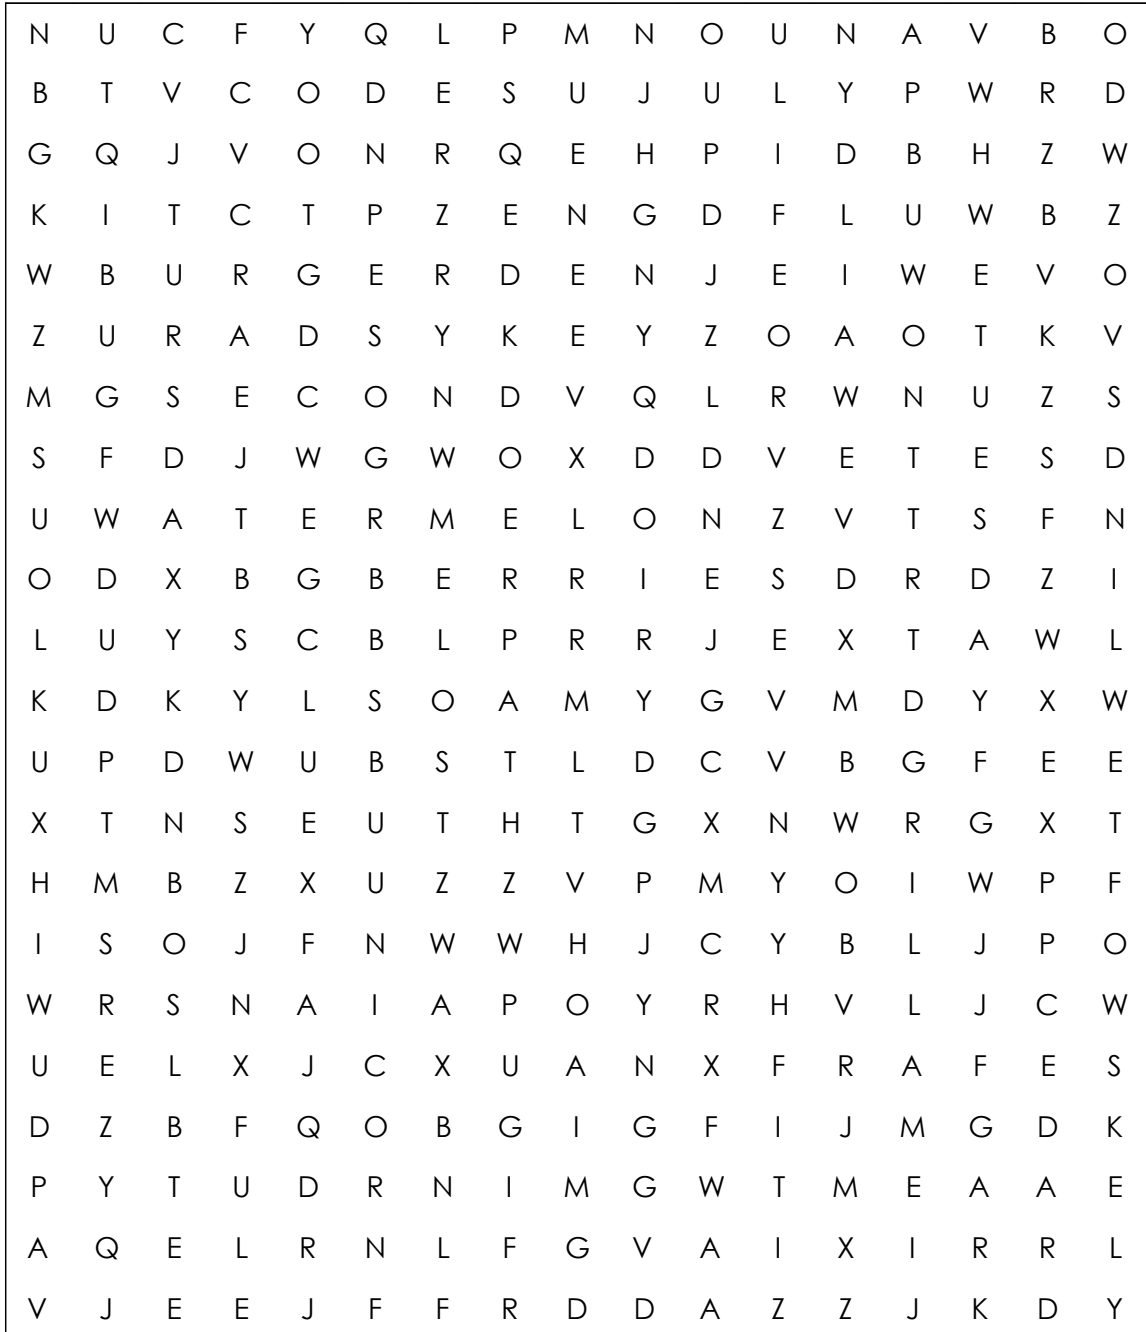 N U C F Y Q L P M N O U N A V B O
B T V C O D E S U J U L Y P W R D
G Q J V O N R Q E H P I D B H Z W
K I T C T P Z E N G D F L U W B Z
W B U R G E R D E N J E I W E V O
Z U R A D S Y K E Y Z O A O T K V
M G S E C O N D V Q L R W N U Z S
S F D J W G W O X D D V E T E S D
U W A T E R M E L O N Z V T S F N
O D X B G B E R R I E S D R D Z I
L U Y S C B L P R R J E X T A W L
K D K Y L S O A M Y G V M D Y X W
U P D W U B S T L D C V B G F E E
X T N S E U T H T G X N W R G X T
H M B Z X U Z Z V P M Y O I W P F
I S O J F N W W H J C Y B L J P O
W R S N A I A P O Y R H V L J C W
U E L X J C X U A N X F R A F E S
D Z B F Q O B G I G F I J M G D K
P Y T U D R N I M G W T M E A A E
A Q E L R N L F G V A I X I R R L
V J E E J F F R D D A Z Z J K D Y